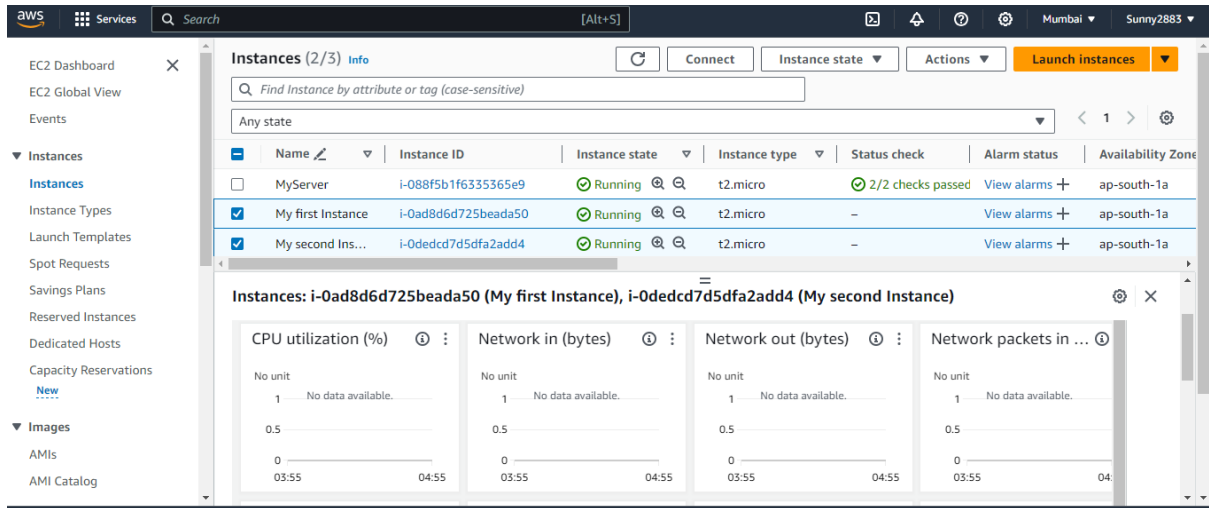 aws Services Search [Alt+S] Mumbai Sunny2883
EC2 Dashboard
EC2 Global View
Events
Instances
Instances
Instance Types
Launch Templates
Spot Requests
Savings Plans
Reserved Instances
Dedicated Hosts
Capacity Reservations
New
Images
AMIs
AMI Catalog
Instances (2/3) Info Connect Instance state Actions Launch instances
Find Instance by attribute or tag (case-sensitive)
Any state 1
Name Instance ID Instance state Instance type Status check Alarm status Availability Zone
MyServer i-088f5b1f6335365e9 Running t2.micro 2/2 checks passed View alarms + ap-south-1a
My first Instance i-0ad8d6d725beada50 Running t2.micro – View alarms + ap-south-1a
My second Ins... i-0dedcd7d5dfa2add4 Running t2.micro – View alarms + ap-south-1a
Instances: i-0ad8d6d725beada50 (My first Instance), i-0dedcd7d5dfa2add4 (My second Instance)
CPU utilization (%)
No unit
No data available.
1
0.5
0
03:55 04:55
Network in (bytes)
No unit
No data available.
1
0.5
0
03:55 04:55
Network out (bytes)
No unit
No data available.
1
0.5
0
03:55 04:55
Network packets in ...
No unit
No data available.
1
0.5
0
03:55 04: